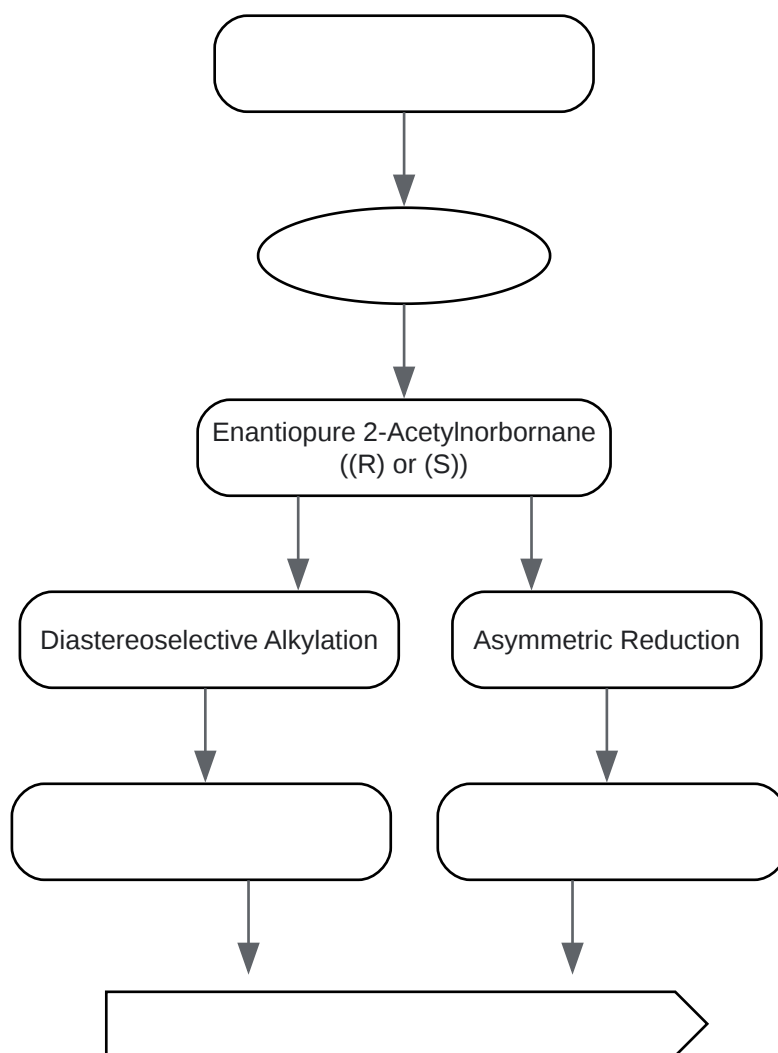 Enantiopure 2-Acetylnorbornane
((R) or (S))
Diastereoselective Alkylation
Asymmetric Reduction